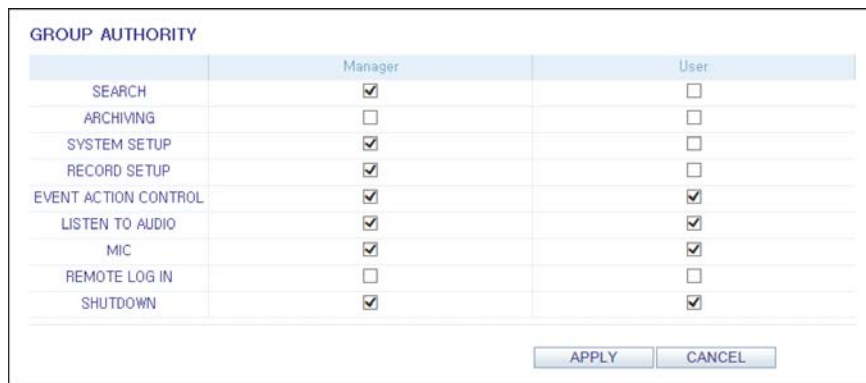 GROUP AUTHORITY
Manager User
SEARCH
ARCHIVING
SYSTEM SETUP
RECORD SETUP
EVENT ACTION CONTROL
LISTEN TO AUDIO
MIC
REMOTE LOG IN
SHUTDOWN
APPLY CANCEL